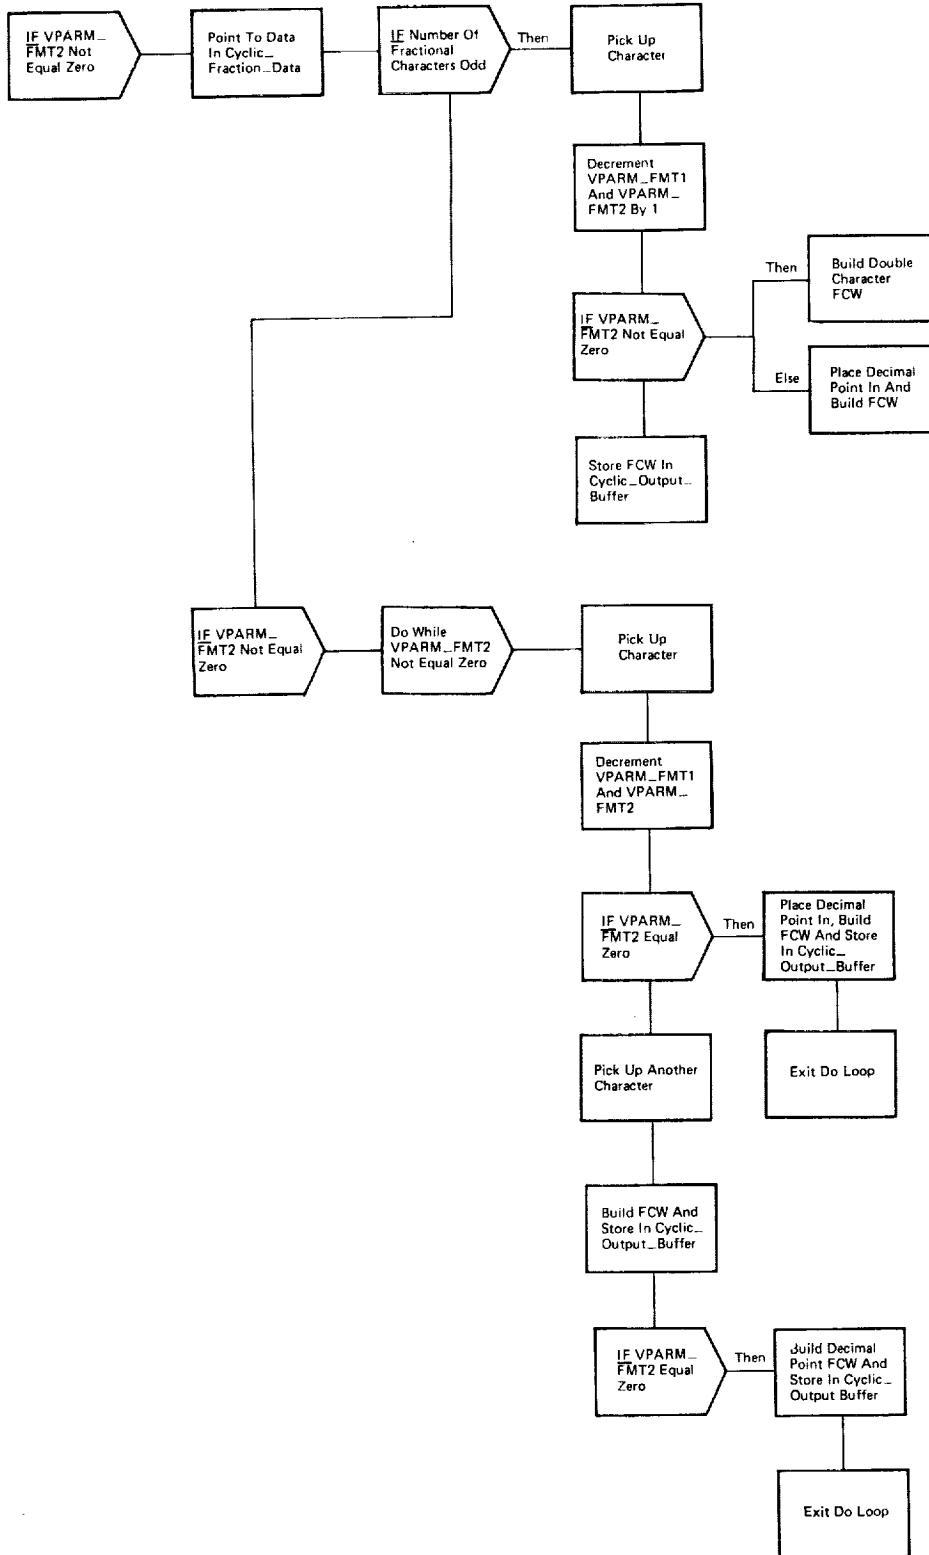 IF VPARM_
FMT2 Not
Equal Zero
Point To Data
In Cyclic_
Fraction_Data
IF Number Of
Fractional
Characters Odd
Then
Pick Up
Character
Decrement
VPARM_FMT1
And VPARM_
FMT2 By 1
IF VPARM_
FMT2 Not Equal
Zero
Then
Build Double
Character
FCW
Else
Place Decimal
Point In And
Build FCW
Store FCW In
Cyclic_Output_
Buffer
IF VPARM_
FMT2 Not Equal
Zero
Do While
VPARM_FMT2
Not Equal Zero
Pick Up
Character
Decrement
VPARM_FMT1
And VPARM_
FMT2
IF VPARM_
FMT2 Equal
Zero
Then
Place Decimal
Point In, Build
FCW And Store
In Cyclic_
Output_Buffer
Exit Do Loop
Pick Up Another
Character
Build FCW And
Store In Cyclic_
Output_Buffer
IF VPARM_
FMT2 Equal
Zero
Then
Build Decimal
Point FCW And
Store In Cyclic_
Output Buffer
Exit Do Loop